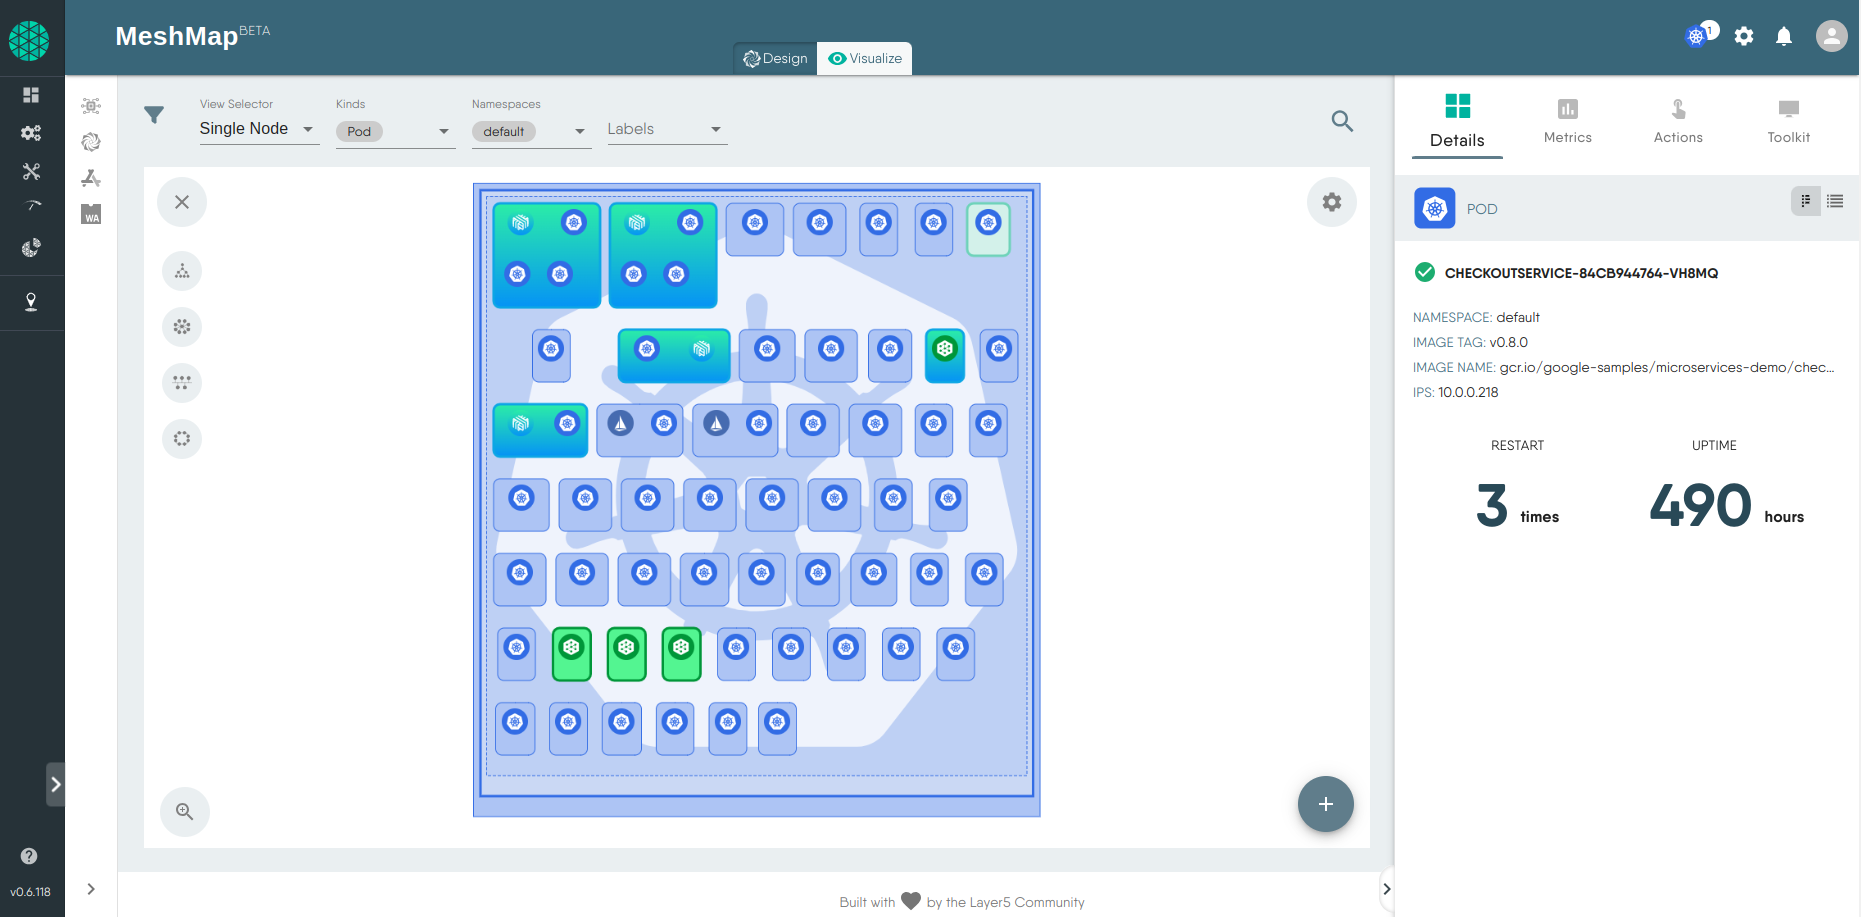 MeshMap BETA
1
Design
Visualize
View Selector
Single Node
Kinds
Pod
Namespaces
default
Labels
WA
Details
Metrics
Actions
Toolkit
POD
CHECKOUTSERVICE-84CB944764-VH8MQ
NAMESPACE: default
IMAGE TAG: v0.8.0
IMAGE NAME: gcr.io/google-samples/microservices-demo/chec...
IPS: 10.0.0.218
RESTART
UPTIME
3 times
490 hours
v0.6.118
Built with by the Layer5 Community